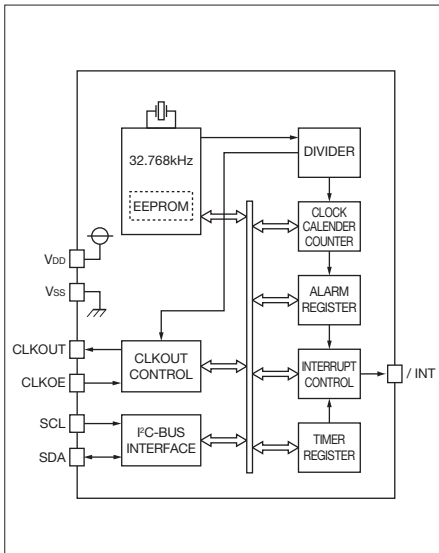 32.768kHz
EEPROM
DIVIDER
CLOCK
CALENDER
COUNTER
VDD
VSS
ALARM
REGISTER
CLKOUT
CLKOE
CLKOUT
CONTROL
INTERRUPT
CONTROL
/ INT
SCL
SDA
I²C-BUS
INTERFACE
TIMER
REGISTER